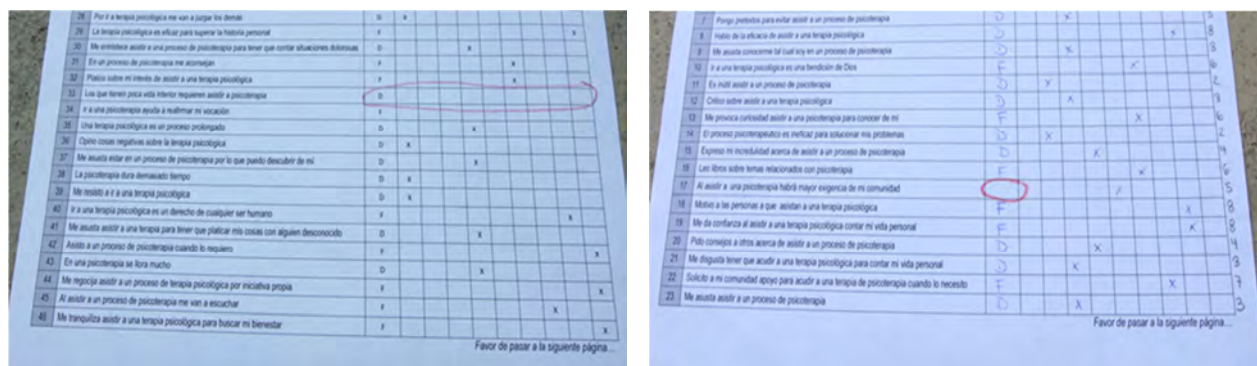 28 Por ir a terapia psicológica me van a juzgar los demás D x
29 La terapia psicológica es eficaz para superar la historia personal F x
30 Me entristece asistir a un proceso de psicoterapia para tener que contar situaciones dolorosas D x
31 En un proceso de psicoterapia me aconsejan F x
32 Platico sobre mi interés de asistir a una terapia psicológica F x
33 Los que tienen poca vida interior requieren asistir a psicoterapia D
34 Ir a una psicoterapia ayuda a reafirmar mi vocación F
35 Una terapia psicológica es un proceso prolongado D x
36 Opino cosas negativas sobre la terapia psicológica D x
37 Me asusta estar en un proceso de psicoterapia por lo que puedo descubrir de mí D x
38 La psicoterapia dura demasiado tiempo D x
39 Me resisto a ir a una terapia psicológica D x
40 Ir a una terapia psicológica es un derecho de cualquier ser humano F x
41 Me asusta asistir a una terapia para tener que platicar mis cosas con alguien desconocido D x
42 Asisto a un proceso de psicoterapia cuando lo requiero F x
43 En una psicoterapia se llora mucho D x
44 Me regocija asistir a un proceso de terapia psicológica por iniciativa propia F x
45 Al asistir a un proceso de psicoterapia me van a escuchar F x
46 Me tranquiliza asistir a una terapia psicológica para buscar mi bienestar F x
Favor de pasar a la siguiente página...
7 Pongo pretextos para evitar asistir a un proceso de psicoterapia D x 3
8 Hablo de la eficacia de asistir a una terapia psicológica x 8
9 Me asusta conocerme tal cual soy en un proceso de psicoterapia D x 3
10 Ir a una terapia psicológica es una bendición de Dios F x 6
11 Es inútil asistir a un proceso de psicoterapia D x 2
12 Critico sobre asistir a una terapia psicológica D x 3
13 Me provoca curiosidad asistir a una psicoterapia para conocer de mí F x 6
14 El proceso psicoterapéutico es ineficaz para solucionar mis problemas D x 2
15 Expreso mi incredulidad acerca de asistir a un proceso de psicoterapia D x 4
16 Leo libros sobre temas relacionados con psicoterapia F x 6
17 Al asistir a una psicoterapia habrá mayor exigencia de mi comunidad / 5
18 Motivo a las personas a que asistan a una terapia psicológica F x 8
19 Me da confianza al asistir a una terapia psicológica contar mi vida personal F x 8
20 Pido consejos a otros acerca de asistir a un proceso de psicoterapia D x 4
21 Me disgusta tener que acudir a una terapia psicológica para contar mi vida personal D x 3
22 Solicito a mi comunidad apoyo para acudir a una terapia de psicoterapia cuando lo necesito F x 7
23 Me asusta asistir a un proceso de psicoterapia D x 3
Favor de pasar a la siguiente página...